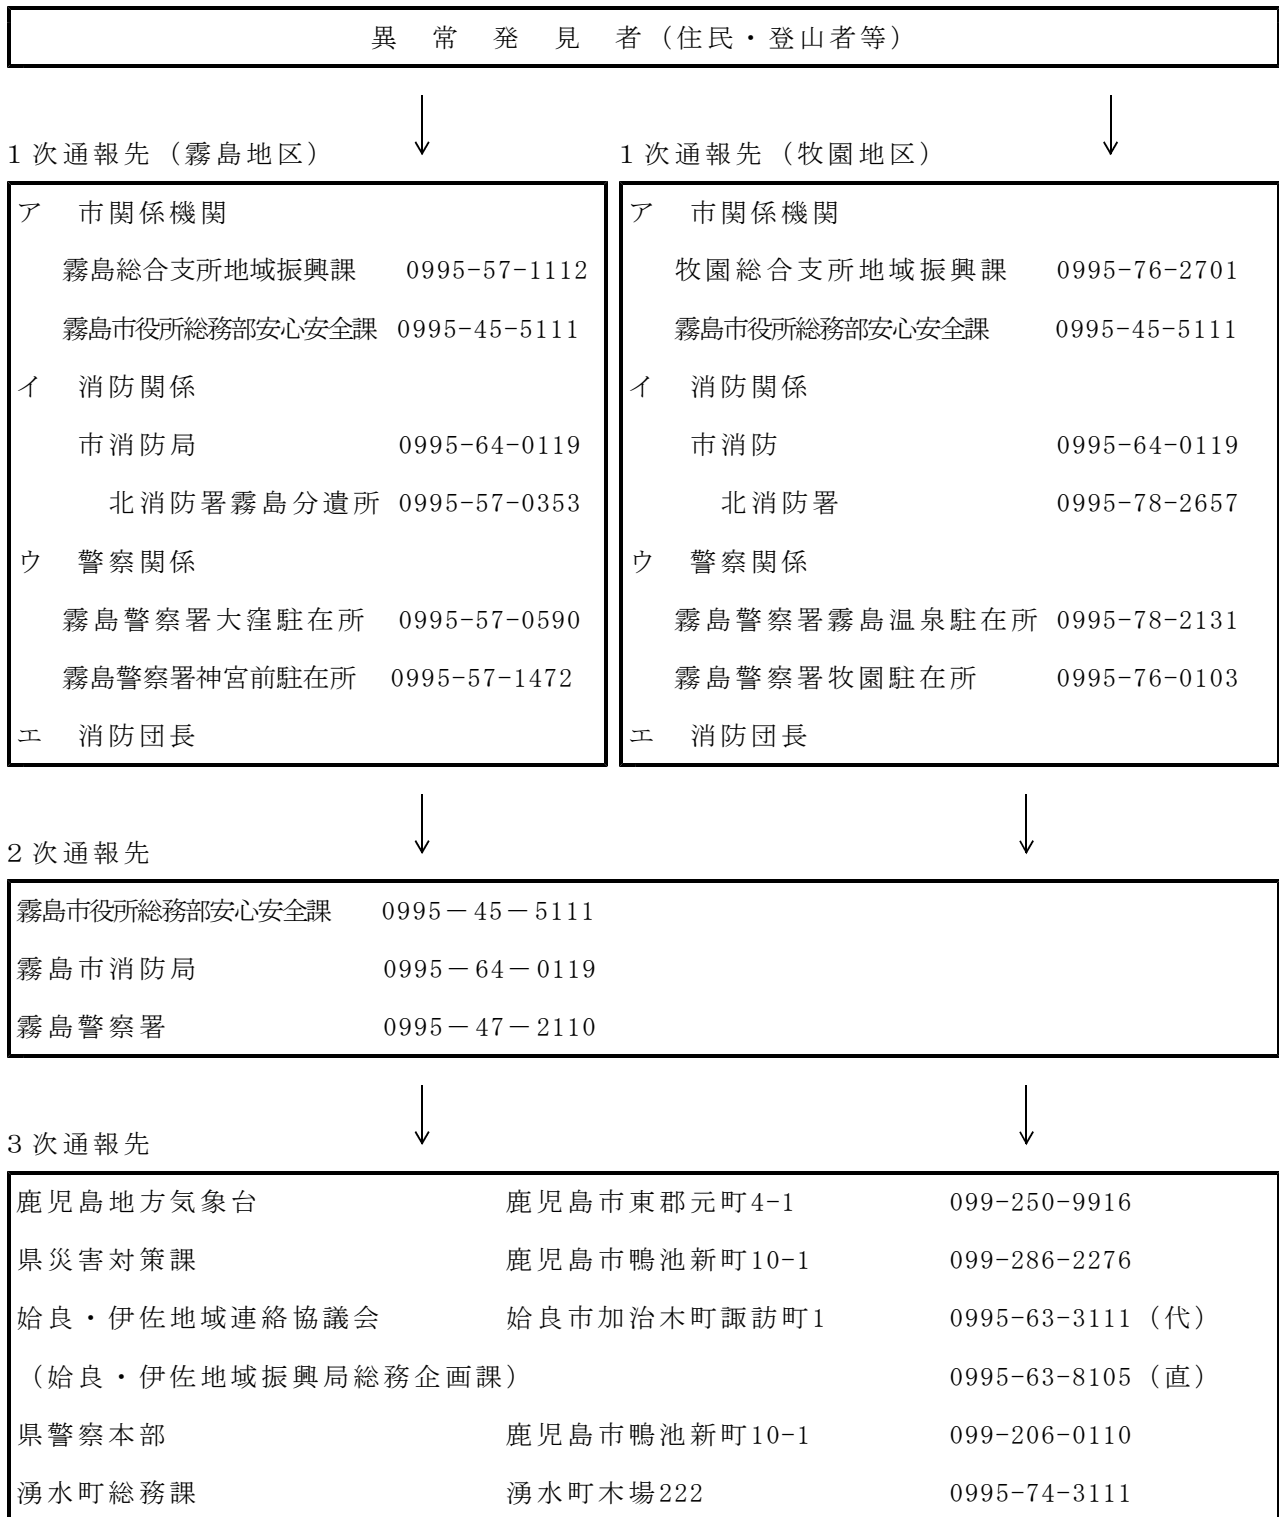 異常発見者（住民・登山者等）
１次通報先（霧島地区）
ア　市関係機関
霧島総合支所地域振興課　0995-57-1112
霧島市役所総務部安心安全課　0995-45-5111
イ　消防関係
市消防局　0995-64-0119
北消防署霧島分遣所　0995-57-0353
ウ　警察関係
霧島警察署大窪駐在所　0995-57-0590
霧島警察署神宮前駐在所　0995-57-1472
エ　消防団長
１次通報先（牧園地区）
ア　市関係機関
牧園総合支所地域振興課　0995-76-2701
霧島市役所総務部安心安全課　0995-45-5111
イ　消防関係
市消防　0995-64-0119
北消防署　0995-78-2657
ウ　警察関係
霧島警察署霧島温泉駐在所　0995-78-2131
霧島警察署牧園駐在所　0995-76-0103
エ　消防団長
２次通報先
霧島市役所総務部安心安全課　0995－45－5111
霧島市消防局　0995－64－0119
霧島警察署　0995－47－2110
３次通報先
鹿児島地方気象台　鹿児島市東郡元町4-1　099-250-9916
県災害対策課　鹿児島市鴨池新町10-1　099-286-2276
姶良・伊佐地域連絡協議会　姶良市加治木町諏訪町1　0995-63-3111（代）
（姶良・伊佐地域振興局総務企画課）　0995-63-8105（直）
県警察本部　鹿児島市鴨池新町10-1　099-206-0110
湧水町総務課　湧水町木場222　0995-74-3111